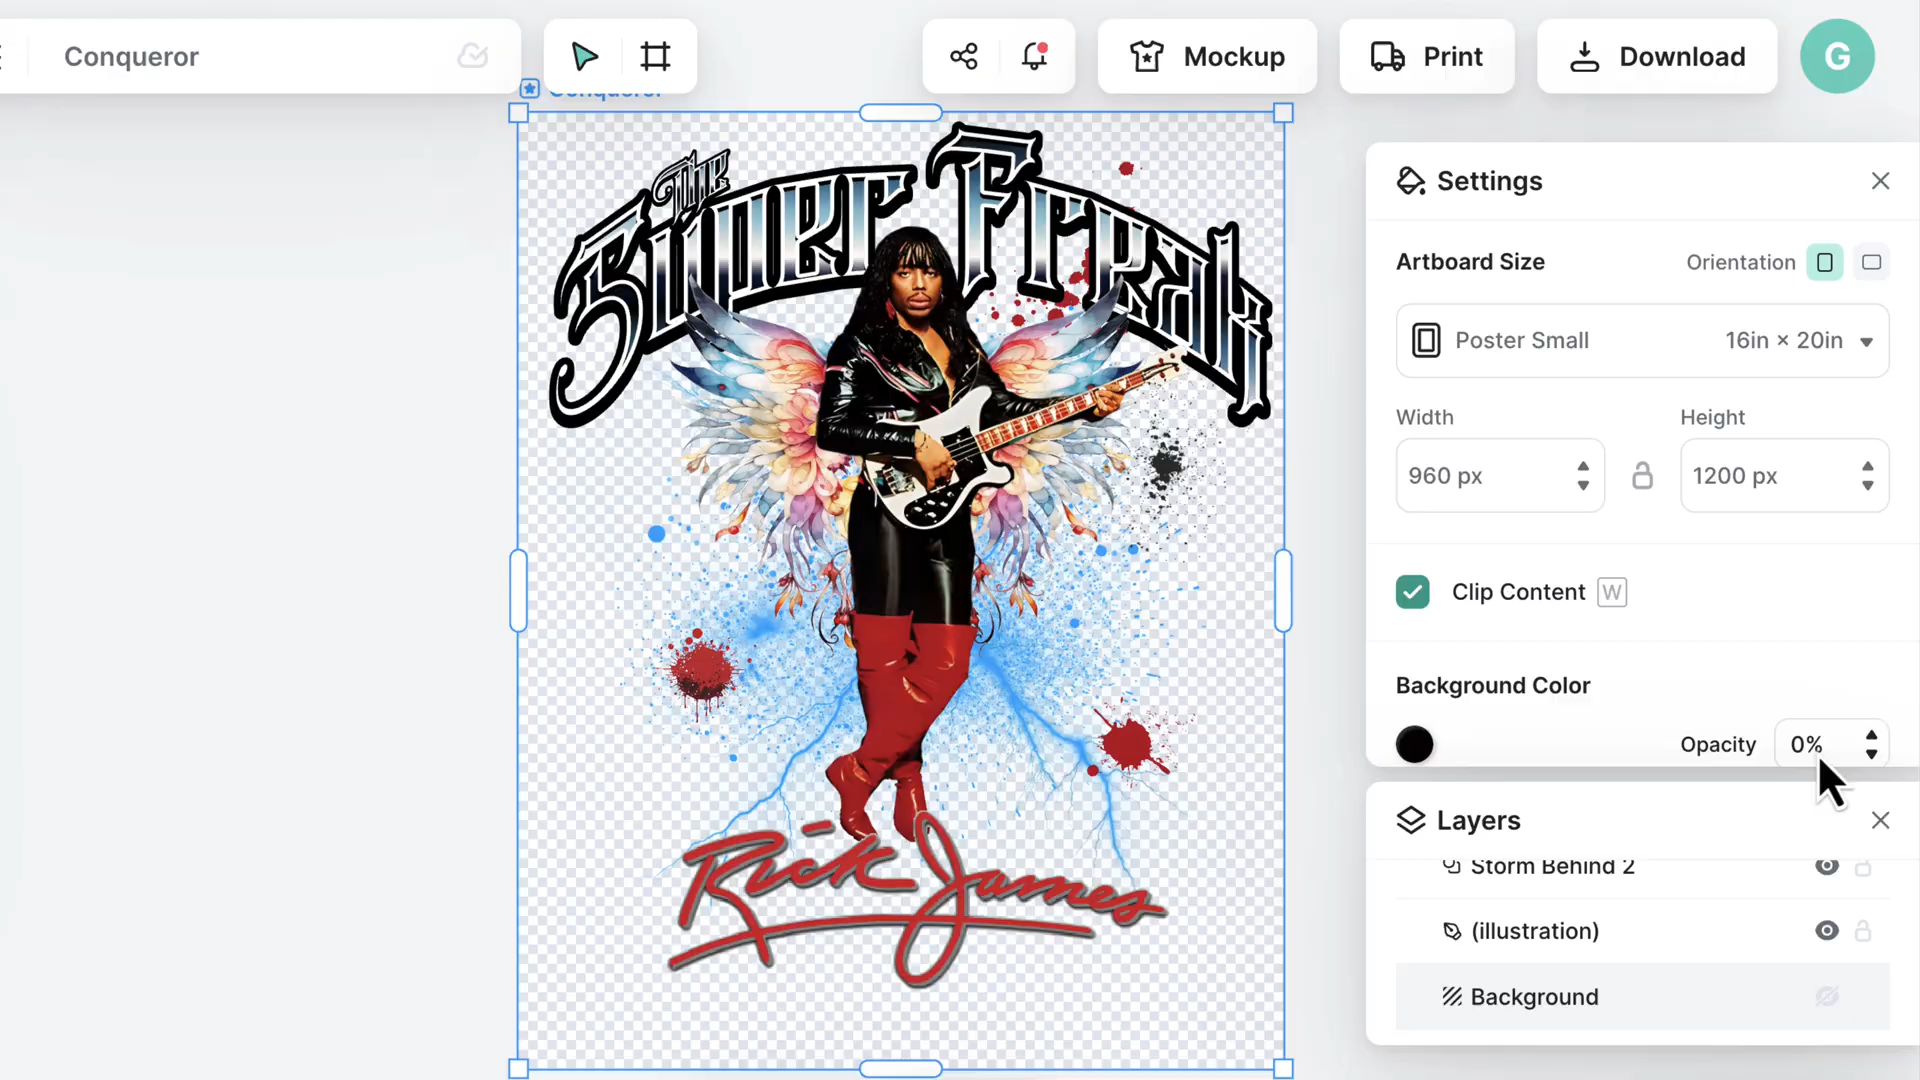 Conqueror
Mockup
Print
Download
G
Conqueror
The
Super Freak
Rick James
Settings
Artboard Size
Orientation
Poster Small
16in × 20in
Width
Height
960 px
1200 px
Clip Content W
Background Color
Opacity
0%
Layers
Storm Behind 2
(illustration)
Background